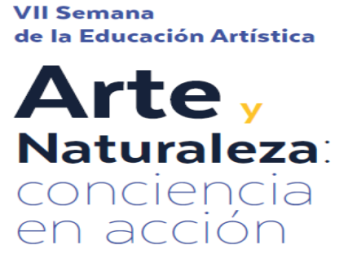 VII Semana
de la Educación Artística
Arte y
Naturaleza:
conciencia
en acción